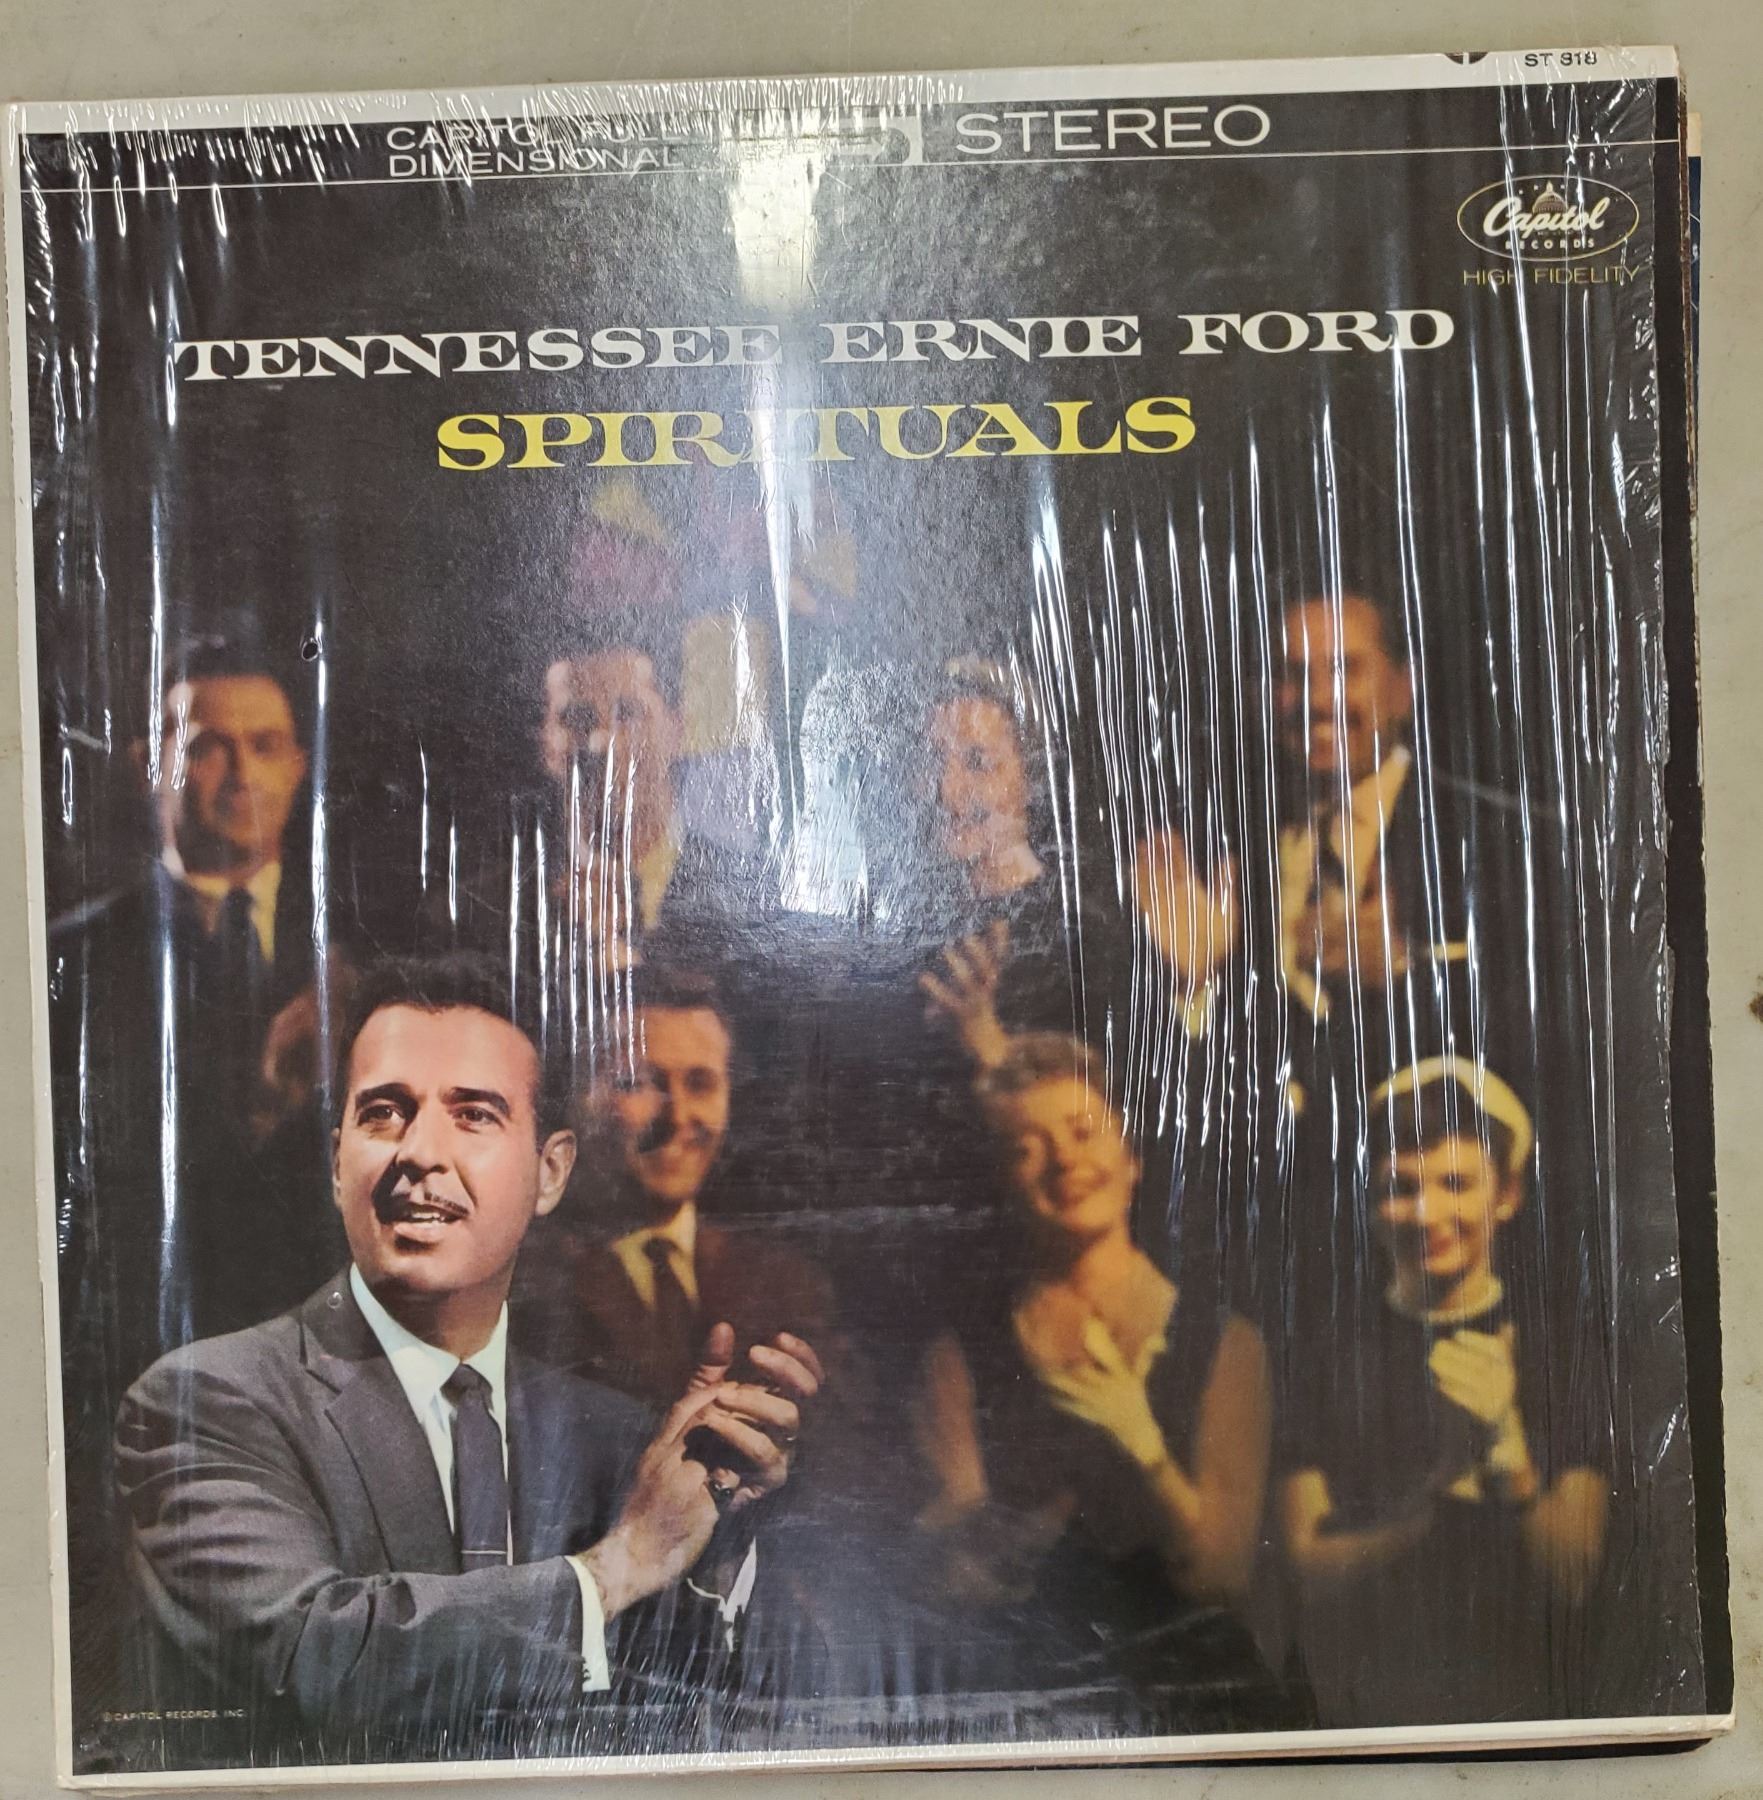 ST 818
CAPITOL FULL
DIMENSIONAL
STEREO
Capitol
RECORDS
HIGH FIDELITY
TENNESSEE ERNIE FORD
SPIRITUALS
© CAPITOL RECORDS, INC.